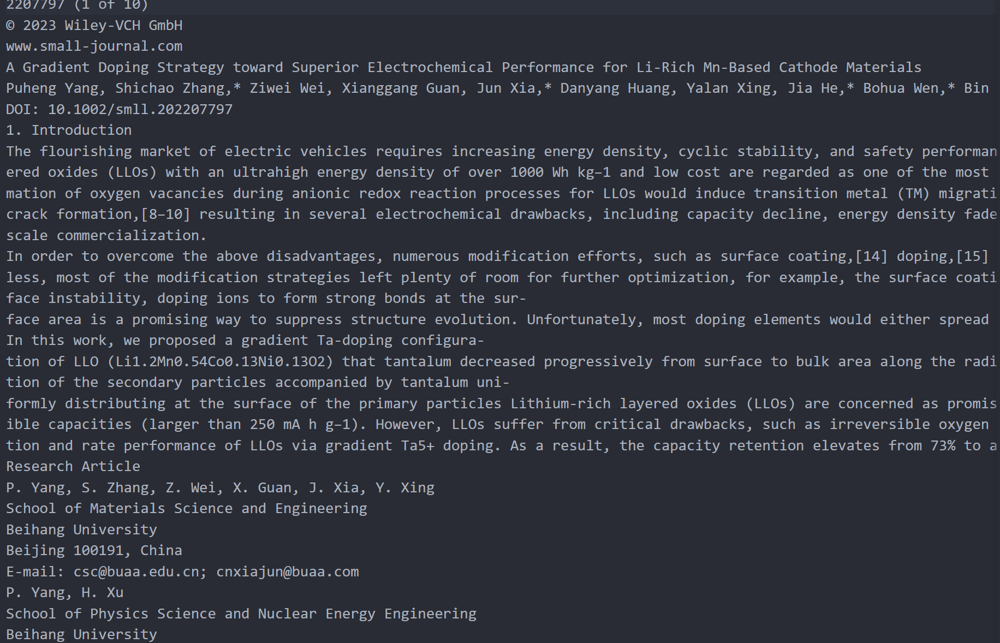 2207797 (1 of 10)
© 2023 Wiley-VCH GmbH
www.small-journal.com
A Gradient Doping Strategy toward Superior Electrochemical Performance for Li-Rich Mn-Based Cathode Materials
Puheng Yang, Shichao Zhang,* Ziwei Wei, Xianggang Guan, Jun Xia,* Danyang Huang, Yalan Xing, Jia He,* Bohua Wen,* Bin
DOI: 10.1002/smll.202207797
1. Introduction
The flourishing market of electric vehicles requires increasing energy density, cyclic stability, and safety performan
ered oxides (LLOs) with an ultrahigh energy density of over 1000 Wh kg–1 and low cost are regarded as one of the most
mation of oxygen vacancies during anionic redox reaction processes for LLOs would induce transition metal (TM) migrati
crack formation,[8–10] resulting in several electrochemical drawbacks, including capacity decline, energy density fade
scale commercialization.
In order to overcome the above disadvantages, numerous modification efforts, such as surface coating,[14] doping,[15]
less, most of the modification strategies left plenty of room for further optimization, for example, the surface coati
face instability, doping ions to form strong bonds at the sur-
face area is a promising way to suppress structure evolution. Unfortunately, most doping elements would either spread
In this work, we proposed a gradient Ta-doping configura-
tion of LLO (Li1.2Mn0.54Co0.13Ni0.13O2) that tantalum decreased progressively from surface to bulk area along the radi
tion of the secondary particles accompanied by tantalum uni-
formly distributing at the surface of the primary particles Lithium-rich layered oxides (LLOs) are concerned as promis
ible capacities (larger than 250 mA h g–1). However, LLOs suffer from critical drawbacks, such as irreversible oxygen
tion and rate performance of LLOs via gradient Ta5+ doping. As a result, the capacity retention elevates from 73% to a
Research Article
P. Yang, S. Zhang, Z. Wei, X. Guan, J. Xia, Y. Xing
School of Materials Science and Engineering
Beihang University
Beijing 100191, China
E-mail: csc@buaa.edu.cn; cnxiajun@buaa.com
P. Yang, H. Xu
School of Physics Science and Nuclear Energy Engineering
Beihang University